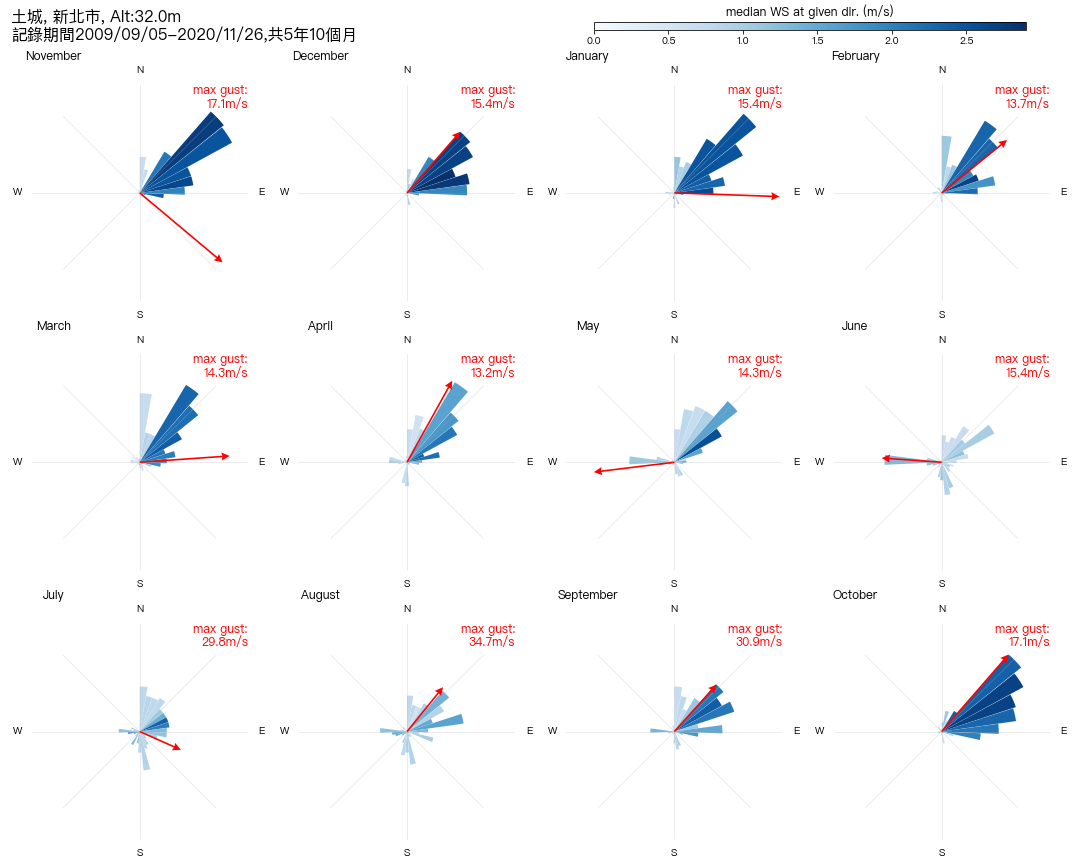 土城, 新北市, Alt:32.0m
記錄期間2009/09/05-2020/11/26,共5年10個月
median WS at given dir. (m/s)
0.0 0.5 1.0 1.5 2.0 2.5
November
N
max gust:
17.1m/s
W E
S
December
N
max gust:
15.4m/s
W E
S
January
N
max gust:
15.4m/s
W E
S
February
N
max gust:
13.7m/s
W E
S
March
N
max gust:
14.3m/s
W E
S
April
N
max gust:
13.2m/s
W E
S
May
N
max gust:
14.3m/s
W E
S
June
N
max gust:
15.4m/s
W E
S
July
N
max gust:
29.8m/s
W E
S
August
N
max gust:
34.7m/s
W E
S
September
N
max gust:
30.9m/s
W E
S
October
N
max gust:
17.1m/s
W E
S